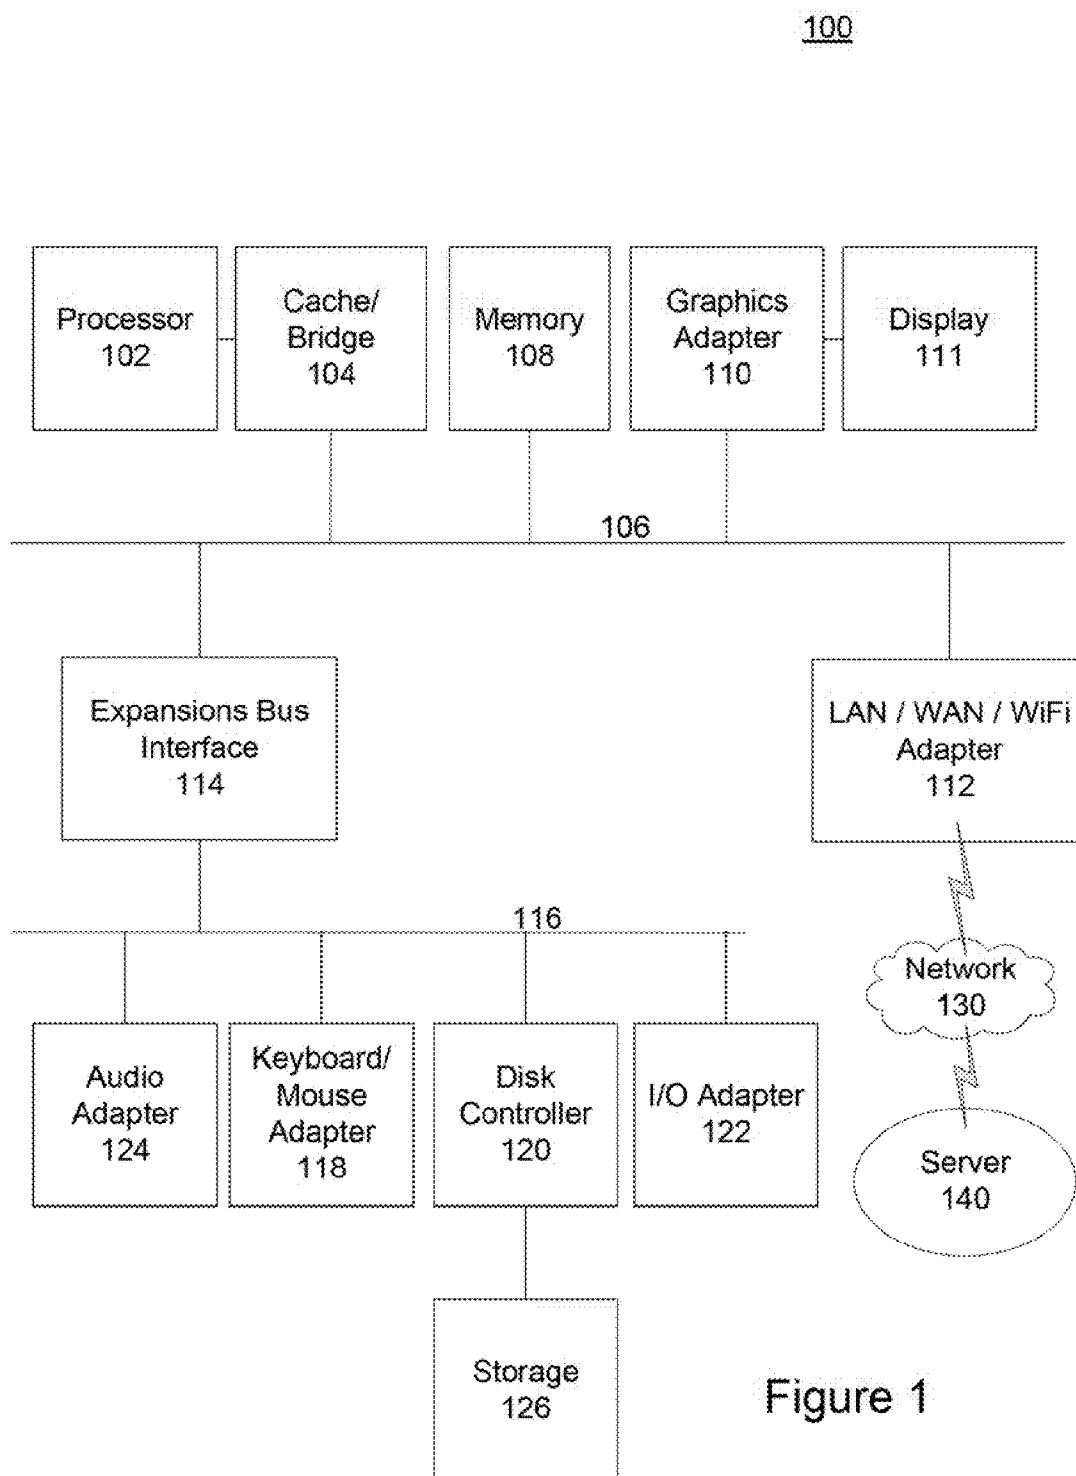 100
Processor
102
Cache/
Bridge
104
Memory
108
Graphics
Adapter
110
Display
111
106
Expansions Bus
Interface
114
LAN / WAN / WiFi
Adapter
112
116
Network
130
Audio
Adapter
124
Keyboard/
Mouse
Adapter
118
Disk
Controller
120
I/O Adapter
122
Server
140
Storage
126
Figure 1